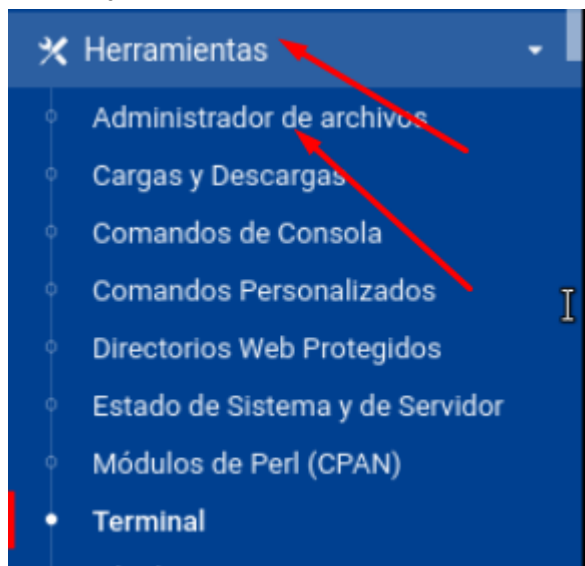 Herramientas
Administrador de archivos
Cargas y Descargas
Comandos de Consola
Comandos Personalizados
Directorios Web Protegidos
Estado de Sistema y de Servidor
Módulos de Perl (CPAN)
Terminal